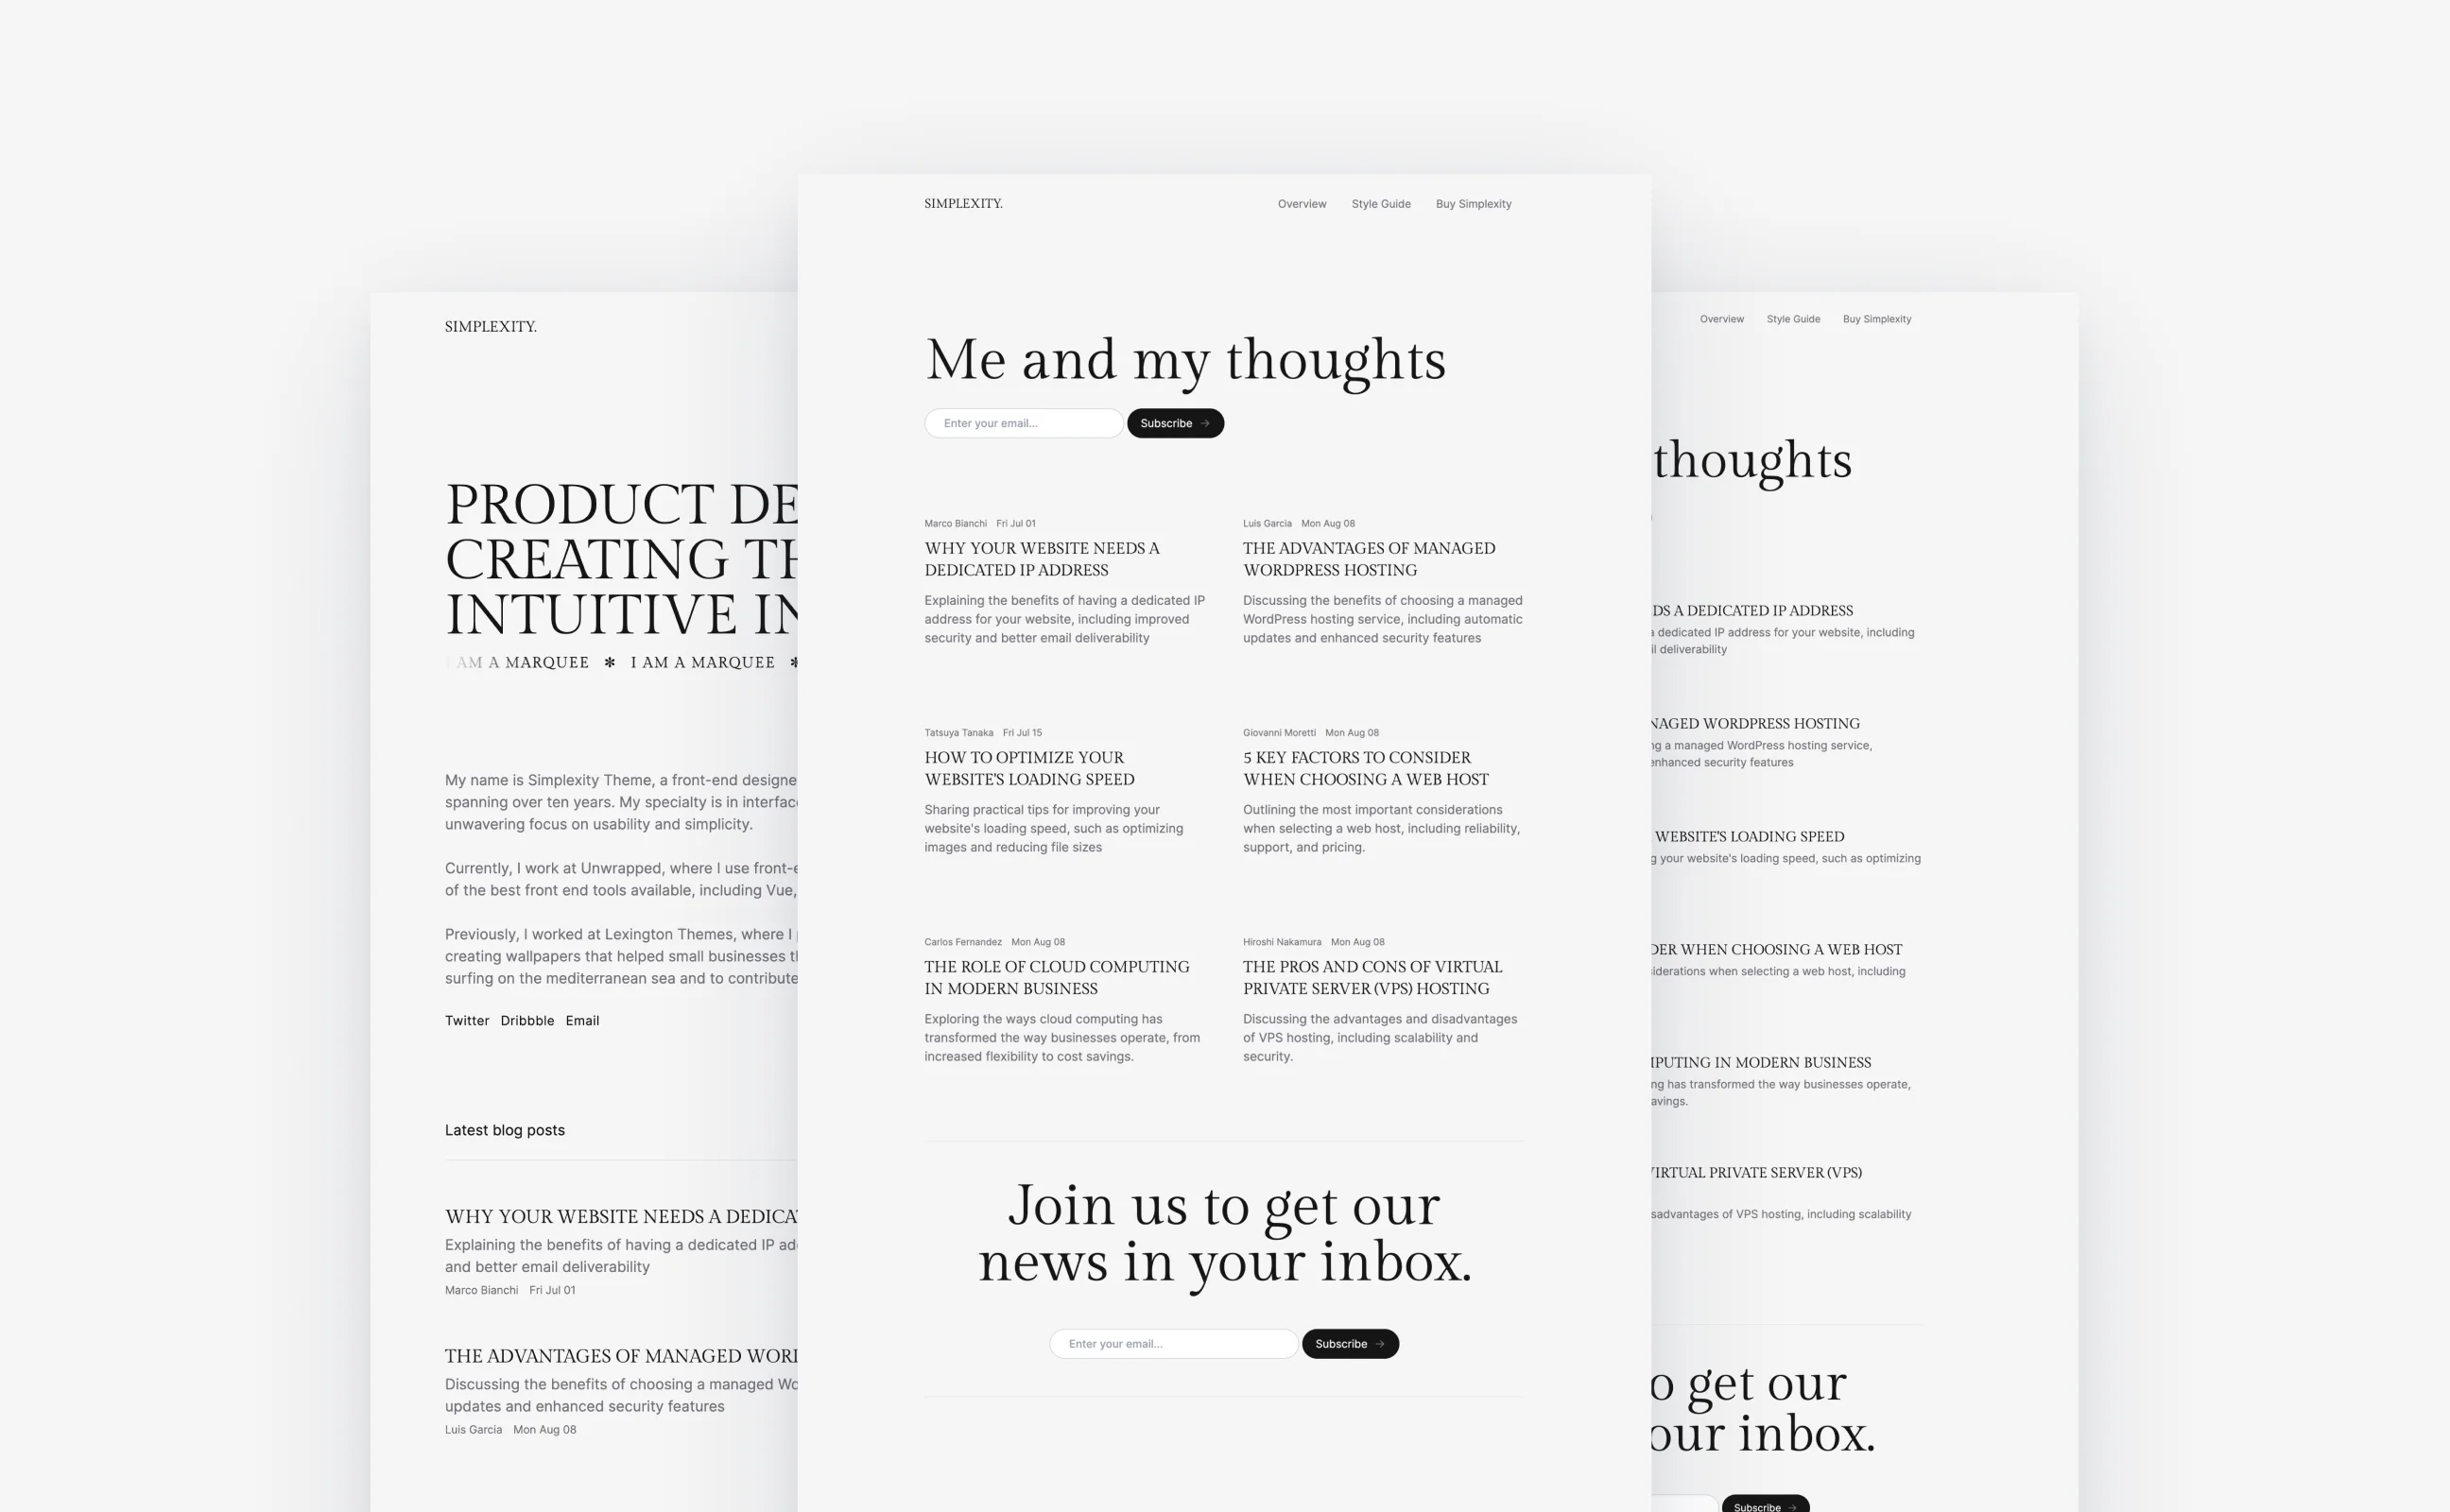 SIMPLEXITY.
PRODUCT DE
CREATING TH
INTUITIVE IN
I AM A MARQUEE ✻ I AM A MARQUEE ✻
My name is Simplexity Theme, a front-end designe
spanning over ten years. My specialty is in interfac
unwavering focus on usability and simplicity.
Currently, I work at Unwrapped, where I use front-e
of the best front end tools available, including Vue,
Previously, I worked at Lexington Themes, where I
creating wallpapers that helped small businesses th
surfing on the mediterranean sea and to contribute
Twitter Dribbble Email
Latest blog posts
WHY YOUR WEBSITE NEEDS A DEDICAT
Explaining the benefits of having a dedicated IP ad
and better email deliverability
Marco Bianchi Fri Jul 01
THE ADVANTAGES OF MANAGED WOR
Discussing the benefits of choosing a managed Wo
updates and enhanced security features
Luis Garcia Mon Aug 08
SIMPLEXITY.
Overview Style Guide Buy Simplexity
Me and my thoughts
Enter your email...
Subscribe →
Marco Bianchi Fri Jul 01
WHY YOUR WEBSITE NEEDS A
DEDICATED IP ADDRESS
Explaining the benefits of having a dedicated IP
address for your website, including improved
security and better email deliverability
Luis Garcia Mon Aug 08
THE ADVANTAGES OF MANAGED
WORDPRESS HOSTING
Discussing the benefits of choosing a managed
WordPress hosting service, including automatic
updates and enhanced security features
Tatsuya Tanaka Fri Jul 15
HOW TO OPTIMIZE YOUR
WEBSITE'S LOADING SPEED
Sharing practical tips for improving your
website's loading speed, such as optimizing
images and reducing file sizes
Giovanni Moretti Mon Aug 08
5 KEY FACTORS TO CONSIDER
WHEN CHOOSING A WEB HOST
Outlining the most important considerations
when selecting a web host, including reliability,
support, and pricing.
Carlos Fernandez Mon Aug 08
THE ROLE OF CLOUD COMPUTING
IN MODERN BUSINESS
Exploring the ways cloud computing has
transformed the way businesses operate, from
increased flexibility to cost savings.
Hiroshi Nakamura Mon Aug 08
THE PROS AND CONS OF VIRTUAL
PRIVATE SERVER (VPS) HOSTING
Discussing the advantages and disadvantages
of VPS hosting, including scalability and
security.
Join us to get our
news in your inbox.
Enter your email...
Subscribe →
Overview Style Guide Buy Simplexity
thoughts
DS A DEDICATED IP ADDRESS
a dedicated IP address for your website, including
il deliverability
NAGED WORDPRESS HOSTING
ng a managed WordPress hosting service,
enhanced security features
WEBSITE'S LOADING SPEED
g your website's loading speed, such as optimizing
DER WHEN CHOOSING A WEB HOST
siderations when selecting a web host, including
MPUTING IN MODERN BUSINESS
ng has transformed the way businesses operate,
avings.
VIRTUAL PRIVATE SERVER (VPS)
sadvantages of VPS hosting, including scalability
o get our
our inbox.
Subscribe →